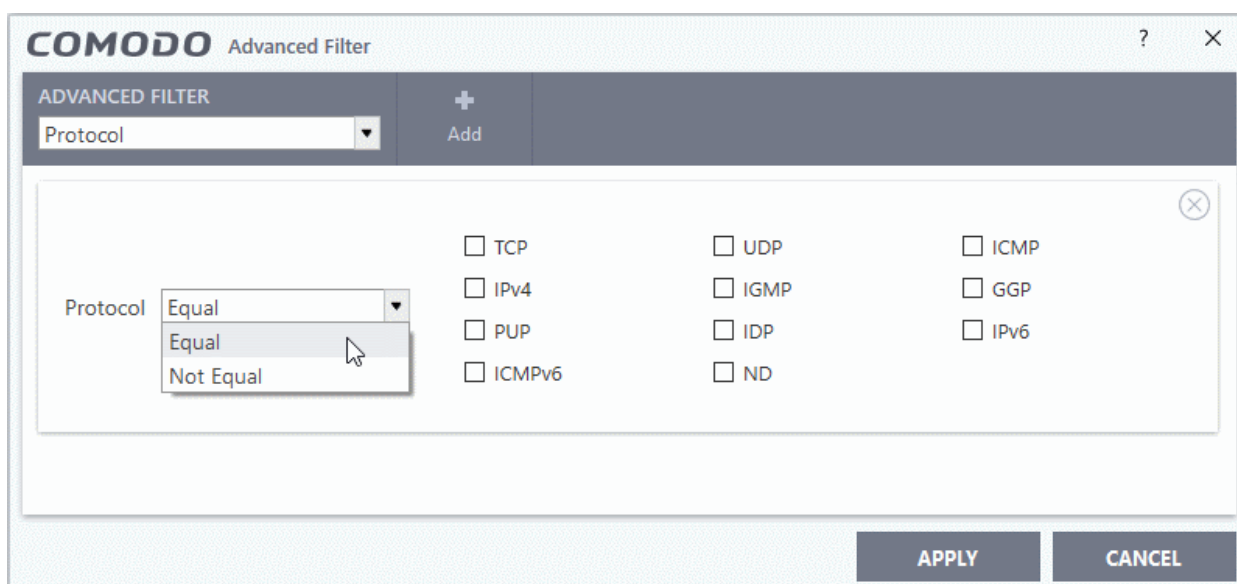 COMODO Advanced Filter ?
ADVANCED FILTER
Protocol
Add
TCP UDP ICMP
IPv4 IGMP GGP
Protocol Equal
Equal
Not Equal
PUP IDP IPv6
ICMPv6 ND
APPLY CANCEL